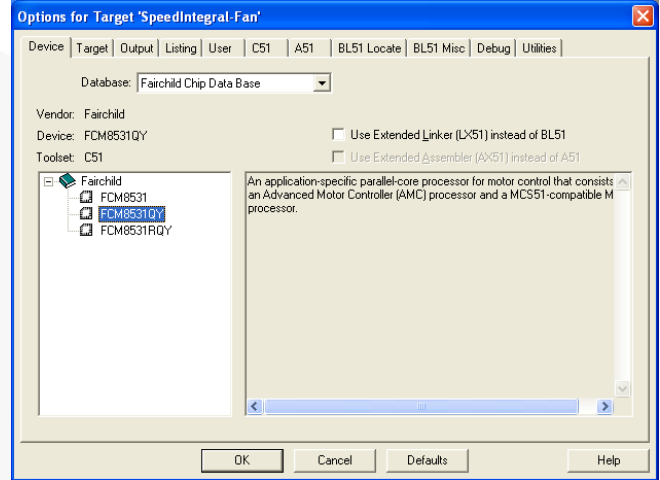 Options for Target 'SpeedIntegral-Fan'
Device Target Output Listing User C51 A51 BL51 Locate BL51 Misc Debug Utilities
Database: Fairchild Chip Data Base
Vendor: Fairchild
Device: FCM8531QY
Use Extended Linker (LX51) instead of BL51
Toolset: C51
Use Extended Assembler (AX51) instead of A51
Fairchild
FCM8531
FCM8531QY
FCM8531RQY
An application-specific parallel-core processor for motor control that consists
an Advanced Motor Controller (AMC) processor and a MCS51-compatible M
processor.
OK Cancel Defaults Help